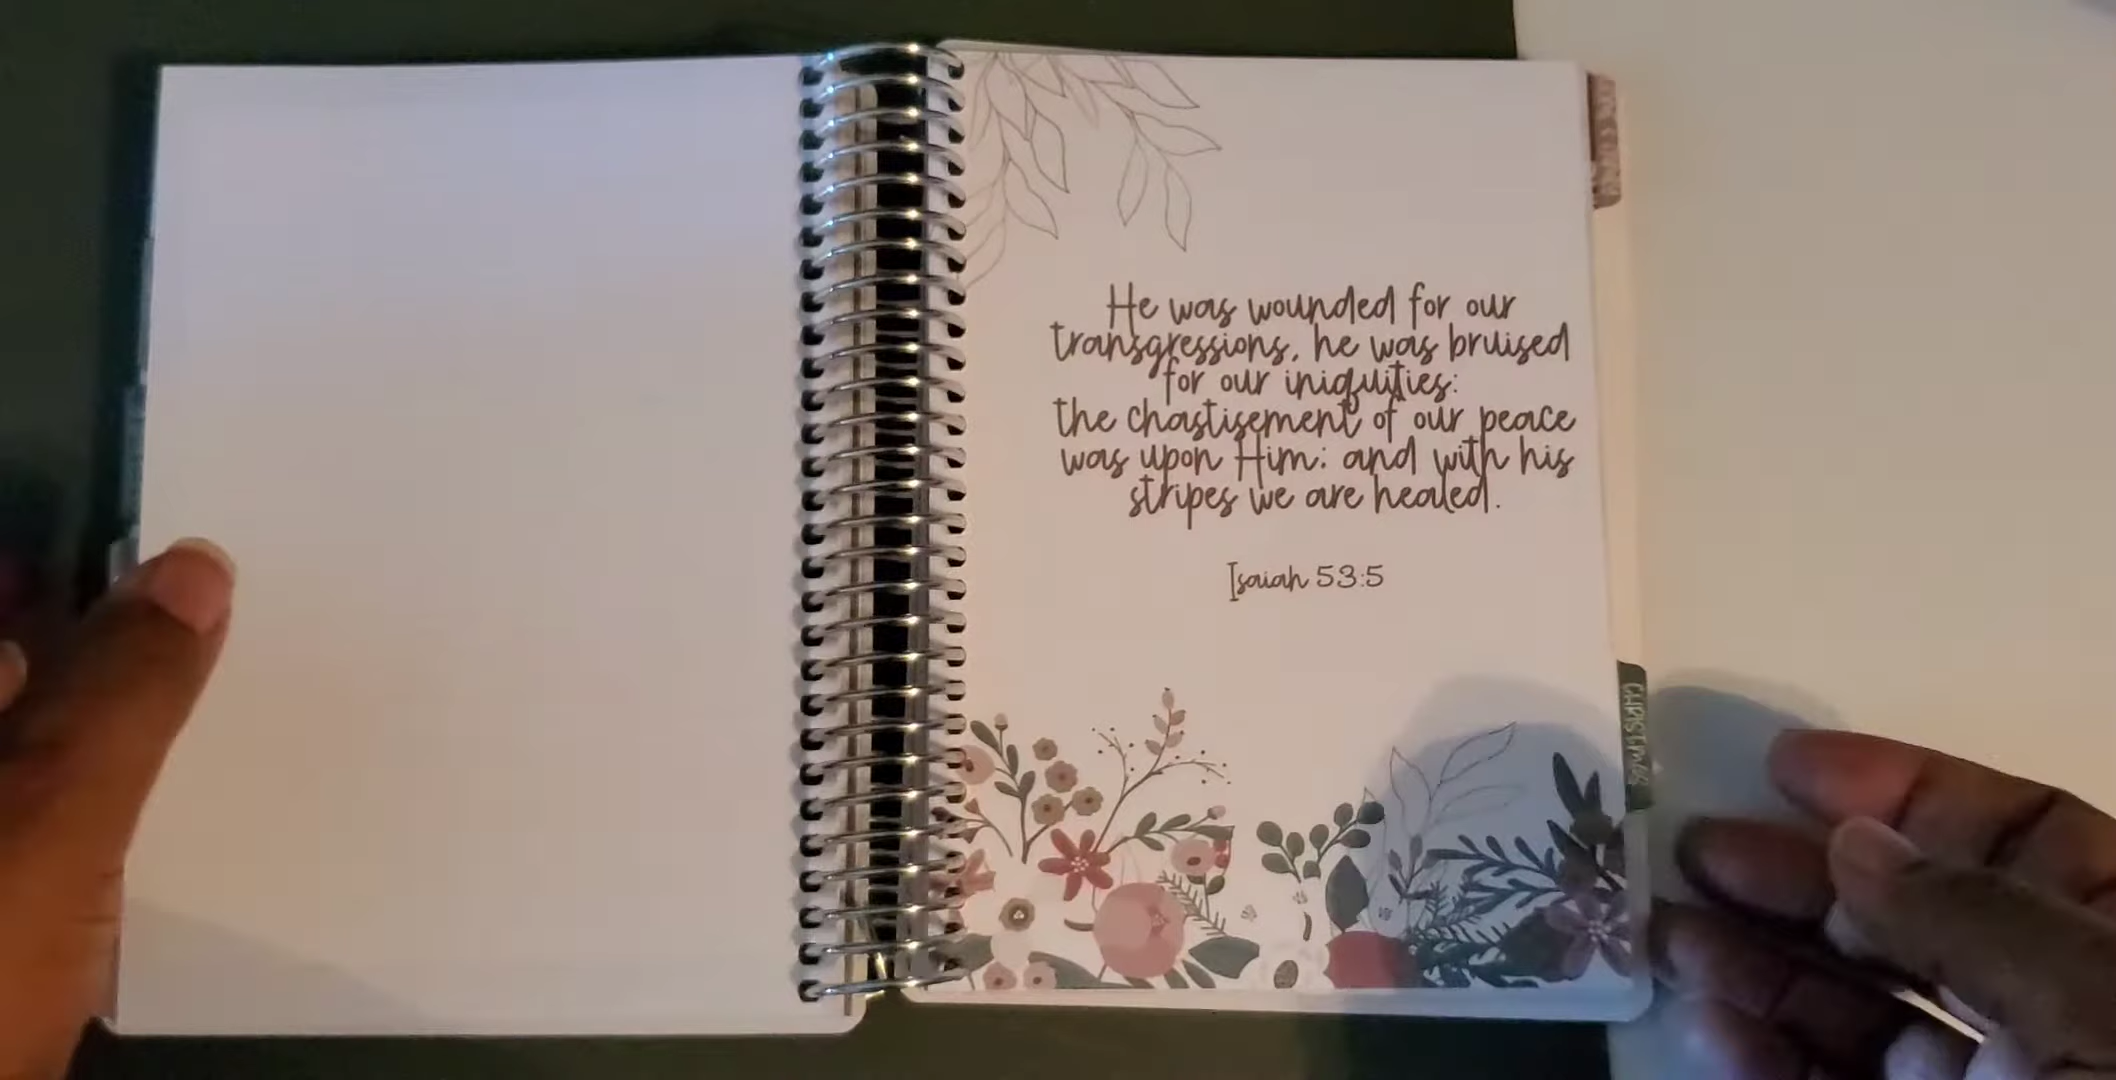 He was wounded for our
transgressions, he was bruised
for our iniquities:
the chastisement of our peace
was upon Him: and with his
stripes we are healed.
Isaiah 53:5
CHRISTMAS